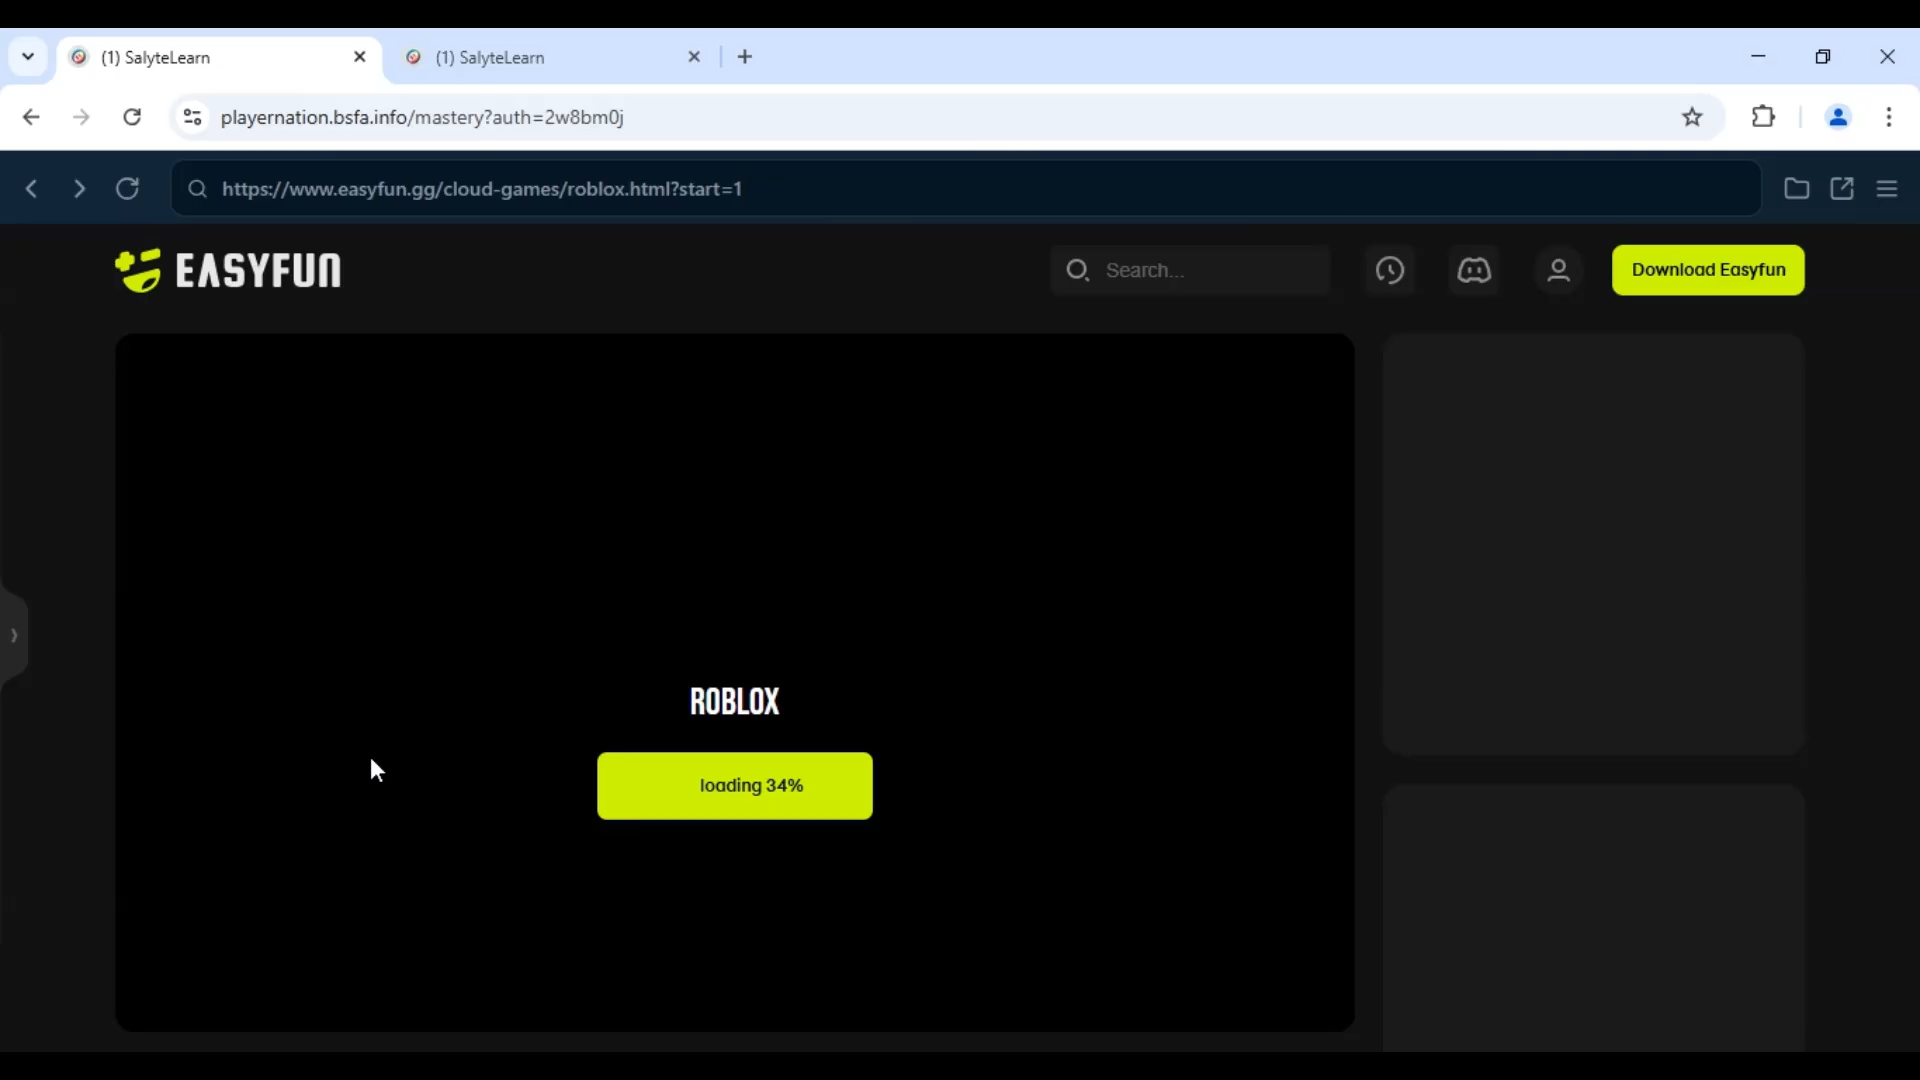 (1) SalyteLearn
(1) SalyteLearn
playernation.bsfa.info/mastery?auth=2w8bm0j
https://www.easyfun.gg/cloud-games/roblox.html?start=1
EASYFUN
Search...
Download Easyfun
ROBLOX
loading 34%